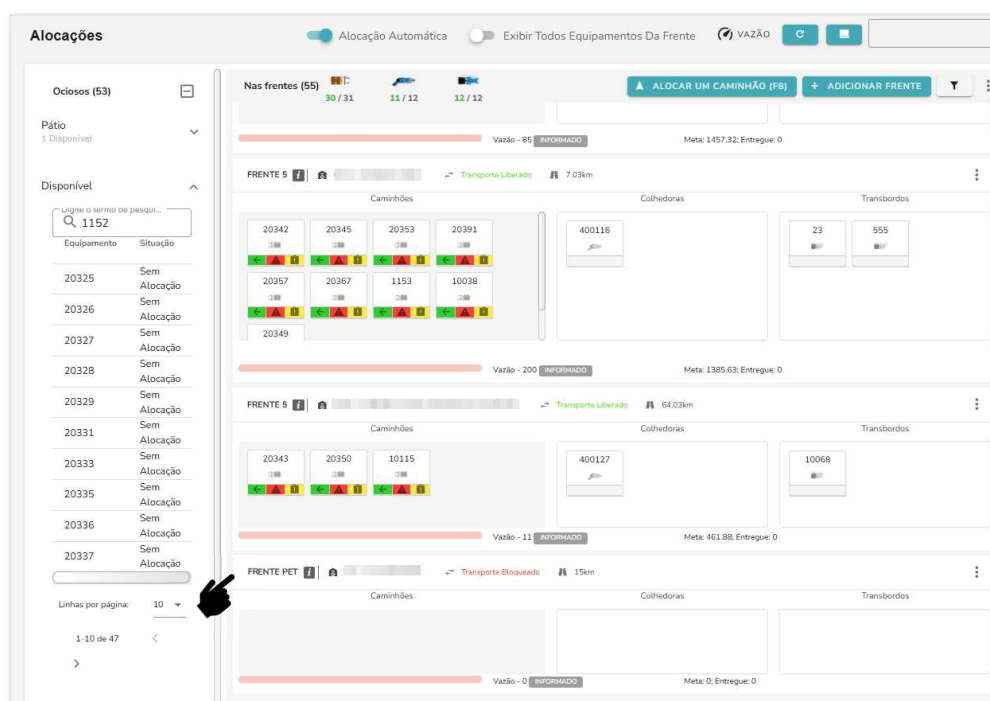 Alocações
Alocação Automática
Exibir Todos Equipamentos Da Frente
VAZÃO
Ociosos (53)
Pátio
1 Disponível
Disponível
Digite o termo de pesqui...
1152
Equipamento Situação
20325 Sem Alocação
20326 Sem Alocação
20327 Sem Alocação
20328 Sem Alocação
20329 Sem Alocação
20331 Sem Alocação
20333 Sem Alocação
20335 Sem Alocação
20336 Sem Alocação
20337 Sem Alocação
Linhas por página: 10
1-10 de 47
Nas frentes (55)
30 / 31
11 / 12
12 / 12
ALOCAR UM CAMINHÃO (FB)
ADICIONAR FRENTE
Vazão - 85 INFORMADO Meta: 1457.32; Entregue: 0
FRENTE 5 Transporte Liberado 7.03km
Caminhões Colhedoras Transbordos
20342 20345 20353 20391 400116 23 555
20357 20367 1153 10038
20349
Vazão - 200 INFORMADO Meta: 1385.63; Entregue: 0
FRENTE 5 Transporte Liberado 64.03km
Caminhões Colhedoras Transbordos
20343 20350 10115 400127 10068
Vazão - 11 INFORMADO Meta: 461.88; Entregue: 0
FRENTE PET Transporte Bloqueado 15km
Caminhões Colhedoras Transbordos
Vazão - 0 INFORMADO Meta: 0; Entregue: 0